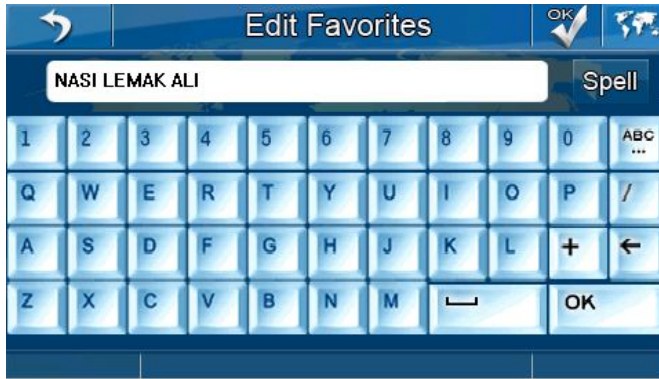 Edit Favorites OK
NASI LEMAK ALI Spell
1 2 3 4 5 6 7 8 9 0 ABC ...
Q W E R T Y U I O P /
A S D F G H J K L + ←
Z X C V B N M OK